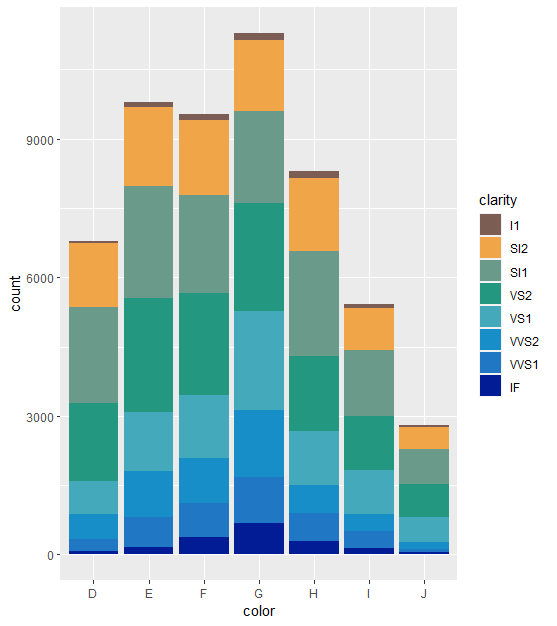 9000
6000
3000
0
count
D E F G H I J
color
clarity
I1
SI2
SI1
VS2
VS1
VVS2
VVS1
IF